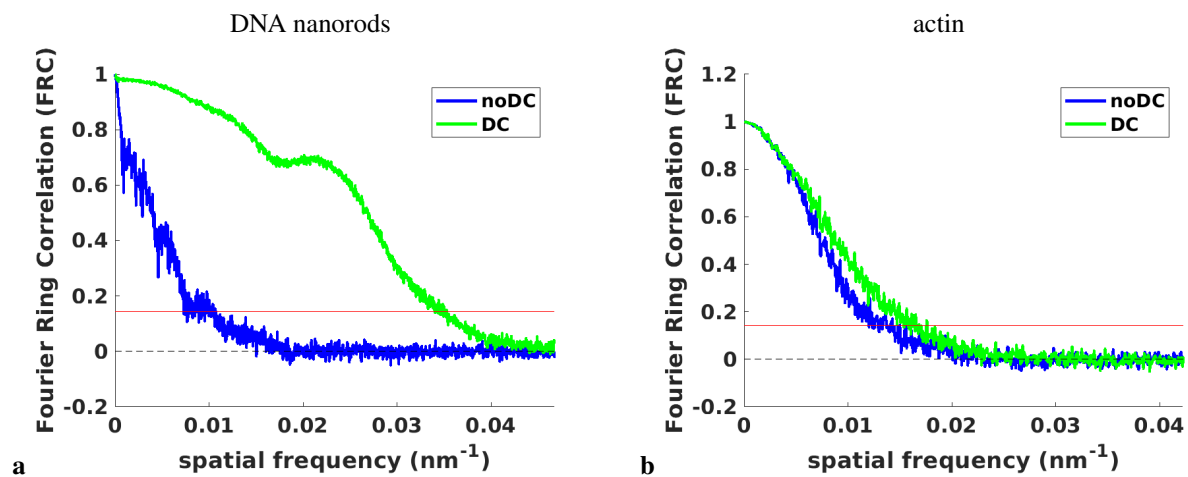 DNA nanorods
Fourier Ring Correlation (FRC)
1
0.8
0.6
0.4
0.2
0
-0.2
noDC
DC
0
0.01
0.02
0.03
0.04
spatial frequency (nm-1)
a
actin
Fourier Ring Correlation (FRC)
1.2
1
0.8
0.6
0.4
0.2
0
-0.2
noDC
DC
0
0.01
0.02
0.03
0.04
spatial frequency (nm-1)
b